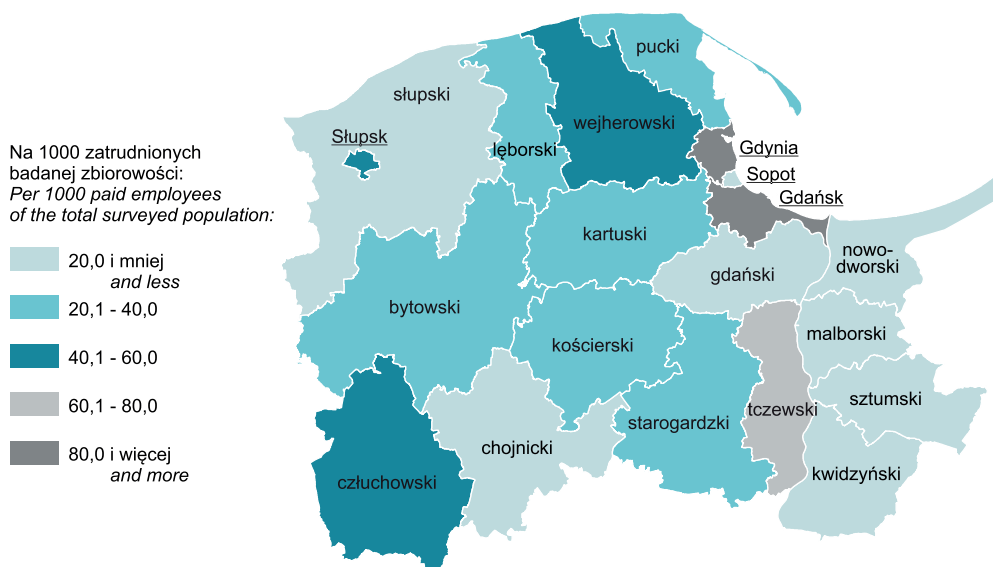 Na 1000 zatrudnionych
badanej zbiorowości:
Per 1000 paid employees
of the total surveyed population:
20,0 i mniej
and less
20,1 - 40,0
40,1 - 60,0
60,1 - 80,0
80,0 i więcej
and more
pucki
słupski
wejherowski
Słupsk
lęborski
Gdynia
Sopot
Gdańsk
kartuski
nowo-
dworski
gdański
bytowski
malborski
kościerski
sztumski
tczewski
starogardzki
chojnicki
kwidzyński
człuchowski